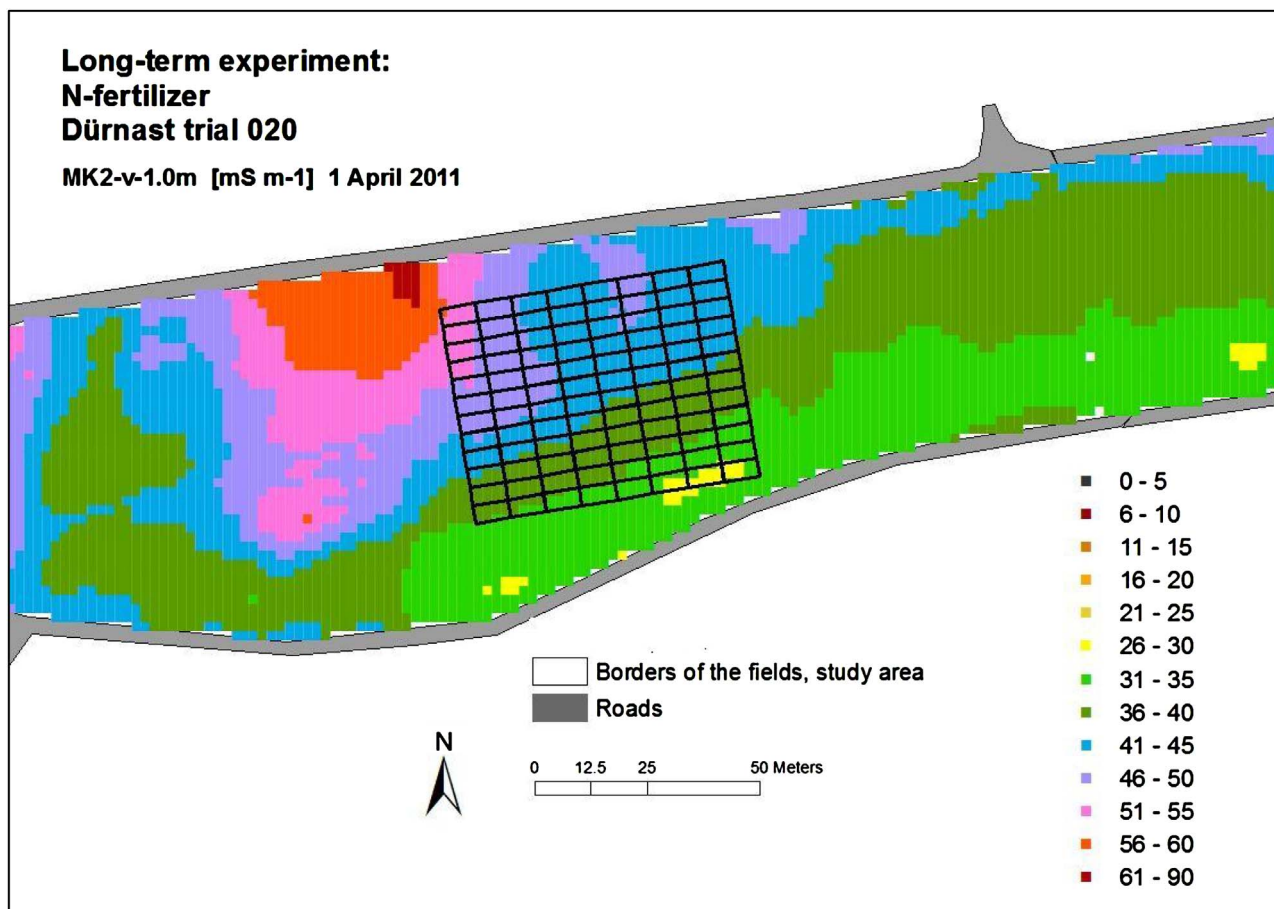 Long-term experiment:
N-fertilizer
Dürnast trial 020
MK2-v-1.0m [mS m-1] 1 April 2011
0 - 5
6 - 10
11 - 15
16 - 20
21 - 25
26 - 30
31 - 35
36 - 40
41 - 45
46 - 50
51 - 55
56 - 60
61 - 90
Borders of the fields, study area
Roads
N
0 12.5 25 50 Meters